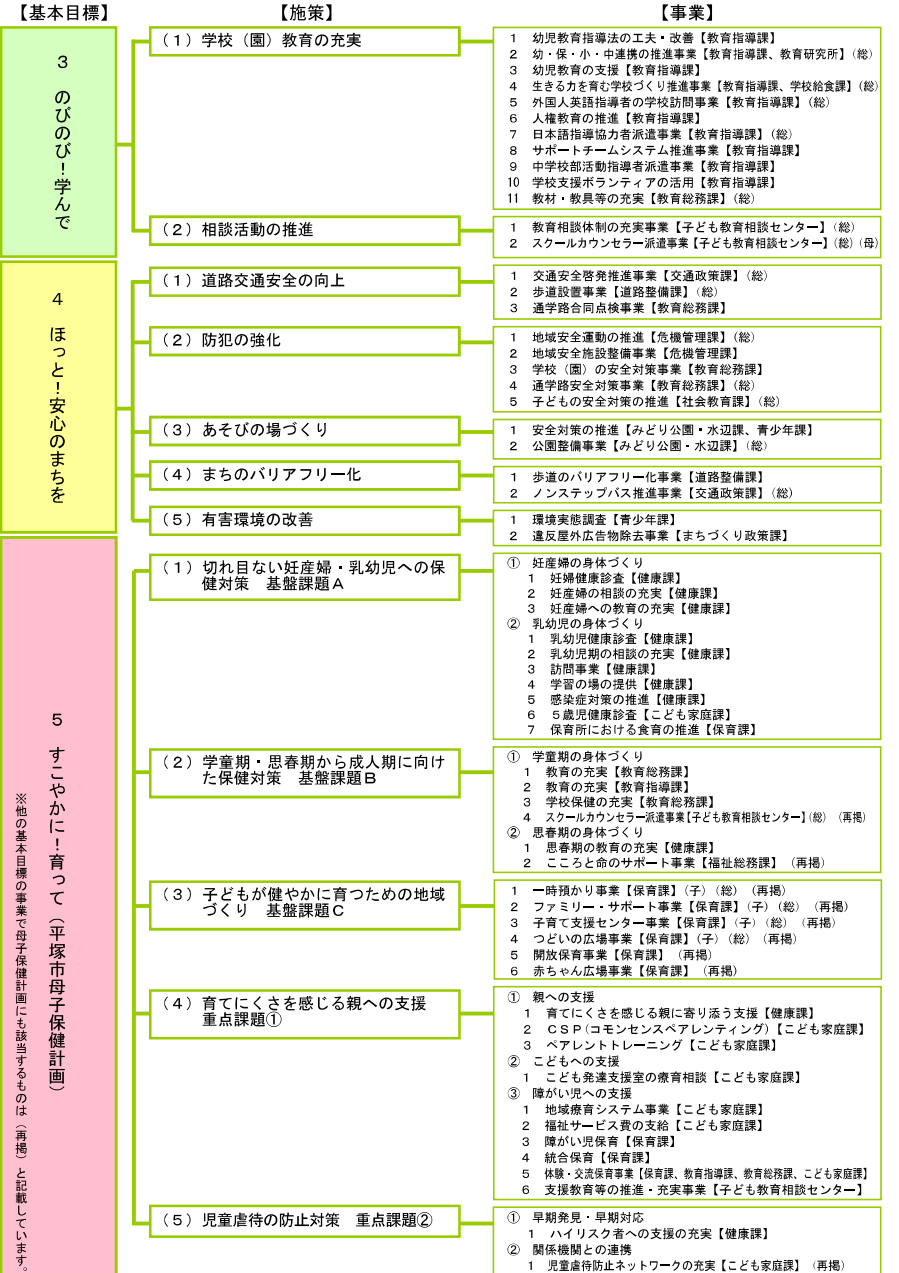 【基本目標】
【施策】
【事業】
3 のびのび！学んで
（1）学校（園）教育の充実
1 幼児教育指導法の工夫・改善【教育指導課】
2 幼・保・小・中連携の推進事業【教育指導課、教育研究所】（総）
3 幼児教育の支援【教育指導課】
4 生きる力を育む学校づくり推進事業【教育指導課、学校給食課】（総）
5 外国人英語指導者の学校訪問事業【教育指導課】（総）
6 人権教育の推進【教育指導課】
7 日本語指導協力者派遣事業【教育指導課】（総）
8 サポートチームシステム推進事業【教育指導課】
9 中学校部活動指導者派遣事業【教育指導課】
10 学校支援ボランティアの活用【教育指導課】
11 教材・教具等の充実【教育総務課】（総）
（2）相談活動の推進
1 教育相談体制の充実事業【子ども教育相談センター】（総）
2 スクールカウンセラー派遣事業【子ども教育相談センター】（総）（母）
4 ほっと！安心のまちを
（1）道路交通安全の向上
1 交通安全啓発推進事業【交通政策課】（総）
2 歩道設置事業【道路整備課】（総）
3 通学路合同点検事業【教育総務課】
（2）防犯の強化
1 地域安全運動の推進【危機管理課】（総）
2 地域安全施設整備事業【危機管理課】
3 学校（園）の安全対策事業【教育総務課】
4 通学路安全対策事業【教育総務課】（総）
5 子どもの安全対策の推進【社会教育課】（総）
（3）あそびの場づくり
1 安全対策の推進【みどり公園・水辺課、青少年課】
2 公園整備事業【みどり公園・水辺課】（総）
（4）まちのバリアフリー化
1 歩道のバリアフリー化事業【道路整備課】
2 ノンステップバス推進事業【交通政策課】（総）
（5）有害環境の改善
1 環境実態調査【青少年課】
2 違反屋外広告物除去事業【まちづくり政策課】
5 すこやかに！育って（平塚市母子保健計画）
※他の基本目標の事業で母子保健計画にも該当するものは（再掲）と記載しています。
（1）切れ目ない妊産婦・乳幼児への保
健対策 基盤課題A
① 妊産婦の身体づくり
1 妊婦健康診査【健康課】
2 妊産婦の相談の充実【健康課】
3 妊産婦への教育の充実【健康課】
② 乳幼児の身体づくり
1 乳幼児健康診査【健康課】
2 乳幼児期の相談の充実【健康課】
3 訪問事業【健康課】
4 学習の場の提供【健康課】
5 感染症対策の推進【健康課】
6 5歳児健康診査【こども家庭課】
7 保育所における食育の推進【保育課】
（2）学童期・思春期から成人期に向け
た保健対策 基盤課題B
① 学童期の身体づくり
1 教育の充実【教育総務課】
2 教育の充実【教育指導課】
3 学校保健の充実【教育総務課】
4 スクールカウンセラー派遣事業【子ども教育相談センター】（総）（再掲）
② 思春期の身体づくり
1 思春期の教育の充実【健康課】
2 こころと命のサポート事業【福祉総務課】（再掲）
（3）子どもが健やかに育つための地域
づくり 基盤課題C
1 一時預かり事業【保育課】（子）（総）（再掲）
2 ファミリー・サポート事業【保育課】（子）（総）（再掲）
3 子育て支援センター事業【保育課】（子）（総）（再掲）
4 つどいの広場事業【保育課】（子）（総）（再掲）
5 開放保育事業【保育課】（再掲）
6 赤ちゃん広場事業【保育課】（再掲）
（4）育てにくさを感じる親への支援
重点課題①
① 親への支援
1 育てにくさを感じる親に寄り添う支援【健康課】
2 CSP（コモンセンスペアレンティング）【こども家庭課】
3 ペアレントトレーニング【こども家庭課】
② こどもへの支援
1 こども発達支援室の療育相談【こども家庭課】
③ 障がい児への支援
1 地域療育システム事業【こども家庭課】
2 福祉サービス費の支給【こども家庭課】
3 障がい児保育【保育課】
4 統合保育【保育課】
5 体験・交流保育事業【保育課、教育指導課、教育総務課、こども家庭課】
6 支援教育等の推進・充実事業【子ども教育相談センター】
（5）児童虐待の防止対策 重点課題②
① 早期発見・早期対応
1 ハイリスク者への支援の充実【健康課】
② 関係機関との連携
1 児童虐待防止ネットワークの充実【こども家庭課】（再掲）